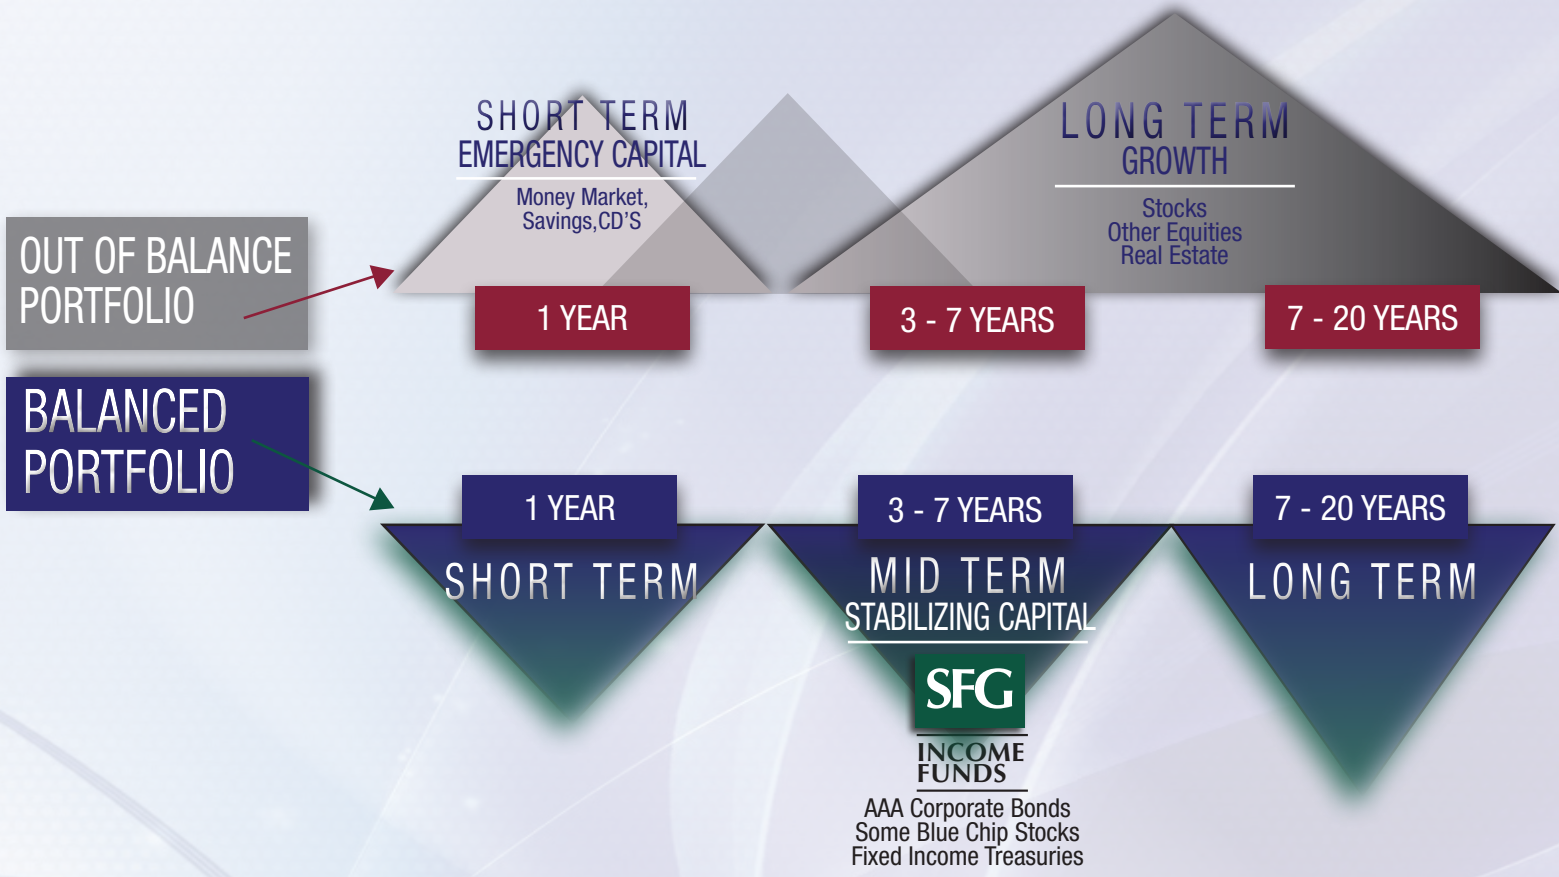 SHORT TERM
EMERGENCY CAPITAL
Money Market,
Savings,CD'S
LONG TERM
GROWTH
Stocks
Other Equities
Real Estate
OUT OF BALANCE
PORTFOLIO
1 YEAR
3 - 7 YEARS
7 - 20 YEARS
BALANCED
PORTFOLIO
1 YEAR
3 - 7 YEARS
7 - 20 YEARS
SHORT TERM
MID TERM
STABILIZING CAPITAL
LONG TERM
SFG
INCOME
FUNDS
AAA Corporate Bonds
Some Blue Chip Stocks
Fixed Income Treasuries